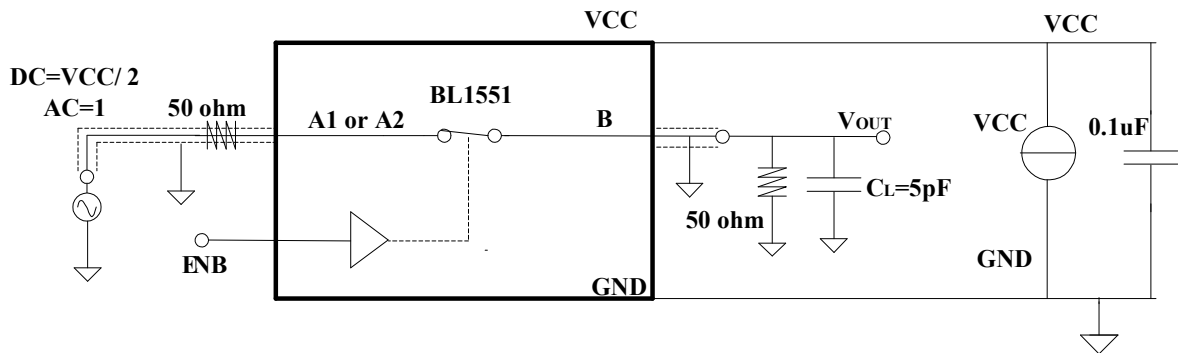 VCC
VCC
DC=VCC/ 2
AC=1
50 ohm
BL1551
A1 or A2
B
VOUT
VCC
0.1uF
CL=5pF
50 ohm
ENB
GND
GND